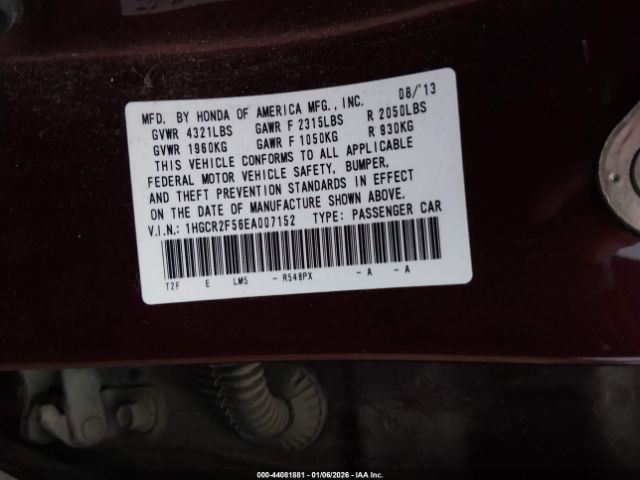 MFD. BY HONDA OF AMERICA MFG., INC. 08/'13
GVWR 4321LBS GAWR F 2315LBS R 2050LBS
GVWR 1960KG GAWR F 1050KG R 930KG
THIS VEHICLE CONFORMS TO ALL APPLICABLE
FEDERAL MOTOR VEHICLE SAFETY, BUMPER,
AND THEFT PREVENTION STANDARDS IN EFFECT
ON THE DATE OF MANUFACTURE SHOWN ABOVE.
V.I.N.: 1HGCR2F56EA007152 TYPE: PASSENGER CAR
T2F E LM5 - R548PX - A - A
000-44081881 | 01/06/2026 | IAA Inc.